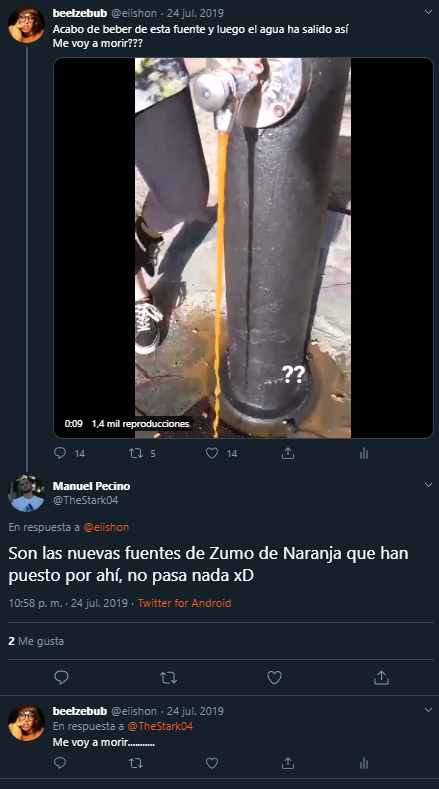 beelzebub @eiishon · 24 jul. 2019
Acabo de beber de esta fuente y luego el agua ha salido así
Me voy a morir???
??
0:09 1,4 mil reproducciones
14 5 14
Manuel Pecino
@TheStark04
En respuesta a @eiishon
Son las nuevas fuentes de Zumo de Naranja que han
puesto por ahí, no pasa nada xD
10:58 p. m. · 24 jul. 2019 · Twitter for Android
2 Me gusta
beelzebub @eiishon · 24 jul. 2019
En respuesta a @TheStark04
Me voy a morir...........